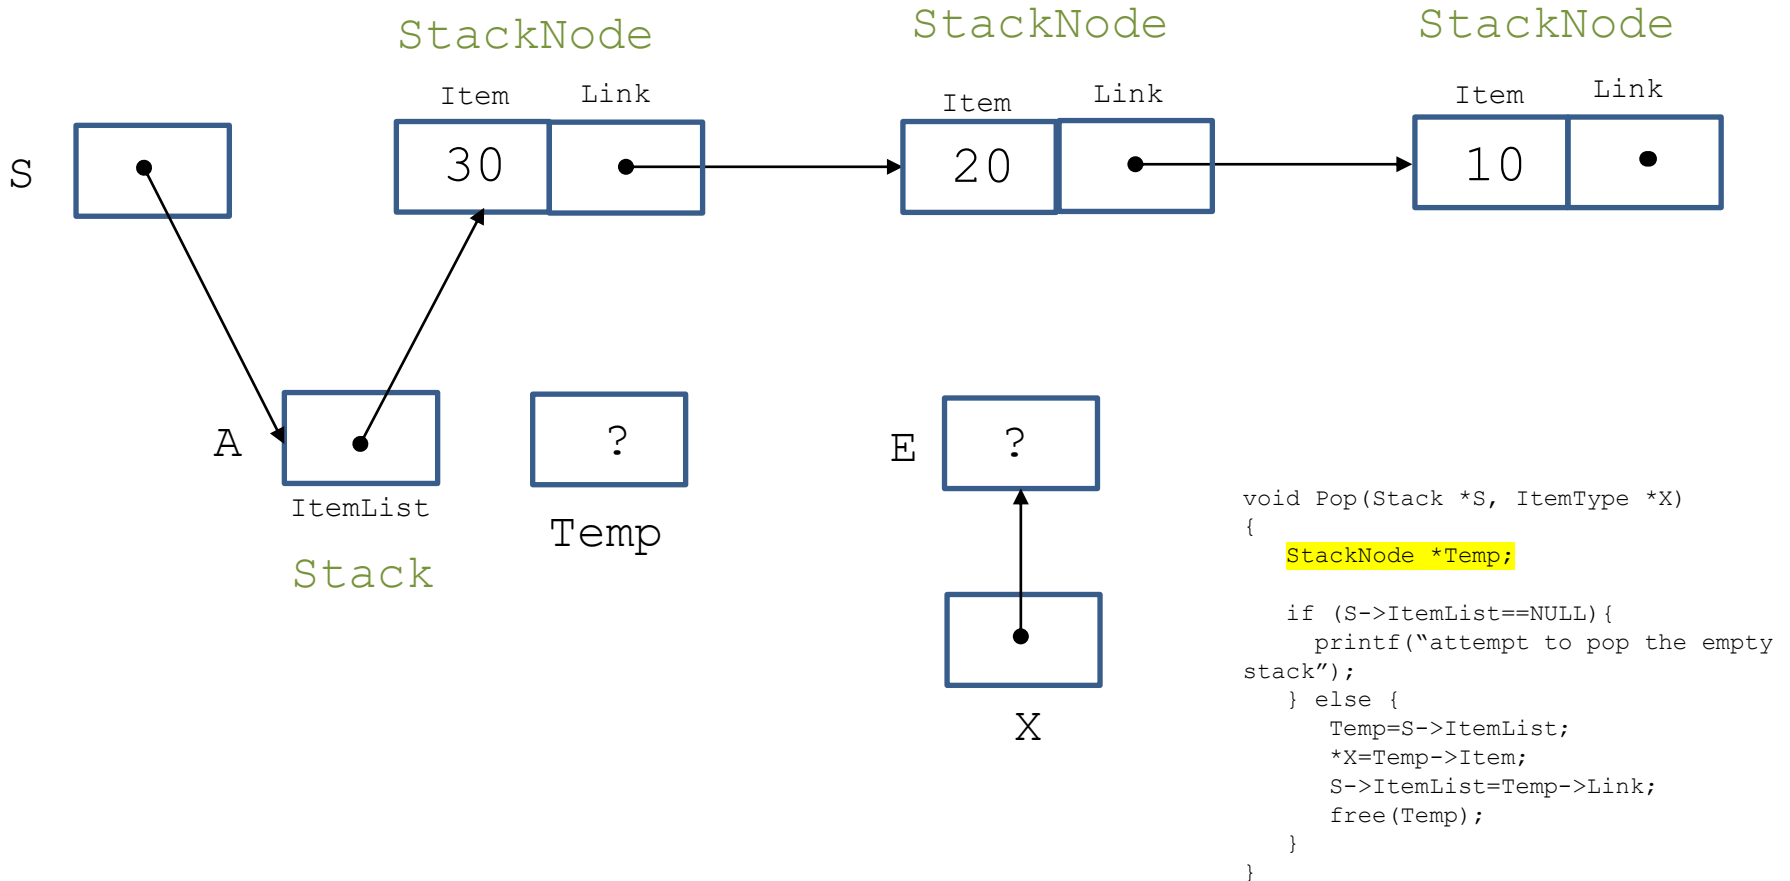 StackNode
StackNode
StackNode
Item Link
Item Link
Item Link
S
30
20
10
A
?
E
?
ItemList
Temp
Stack
X
void Pop(Stack *S, ItemType *X)
{
StackNode *Temp;
if (S->ItemList==NULL){
printf(“attempt to pop the empty
stack”);
} else {
Temp=S->ItemList;
*X=Temp->Item;
S->ItemList=Temp->Link;
free(Temp);
}
}